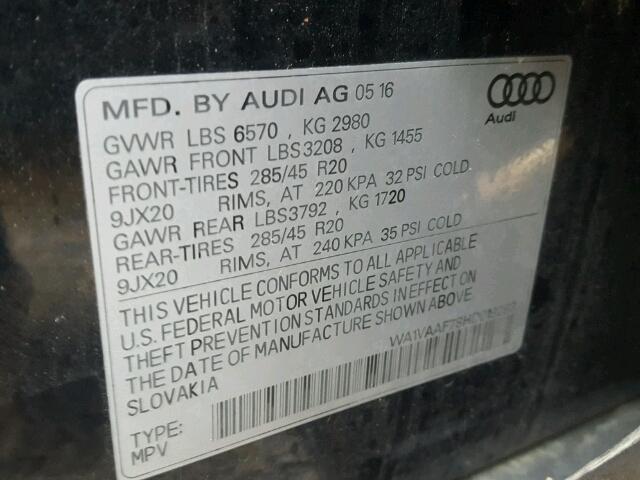 MFD. BY AUDI AG 05 16
Audi
GVWR LBS 6570 , KG 2980
GAWR FRONT LBS3208 , KG 1455
FRONT-TIRES 285/45 R20
9JX20 RIMS, AT 220 KPA 32 PSI COLD
GAWR REAR LBS3792 , KG 1720
REAR-TIRES 285/45 R20
9JX20 RIMS, AT 240 KPA 35 PSI COLD
THIS VEHICLE CONFORMS TO ALL APPLICABLE
U.S. FEDERAL MOTOR VEHICLE SAFETY AND
THEFT PREVENTION STANDARDS IN EFFECT ON
THE DATE OF MANUFACTURE SHOWN ABOVE.
SLOVAKIA
TYPE:
MPV